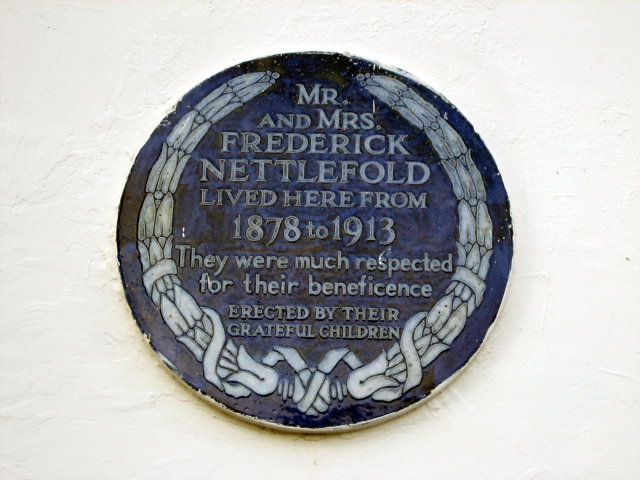 MR.
AND MRS.
FREDERICK
NETTLEFOLD
LIVED HERE FROM
1878 to 1913
They were much respected
for their beneficence
ERECTED BY THEIR
GRATEFUL CHILDREN